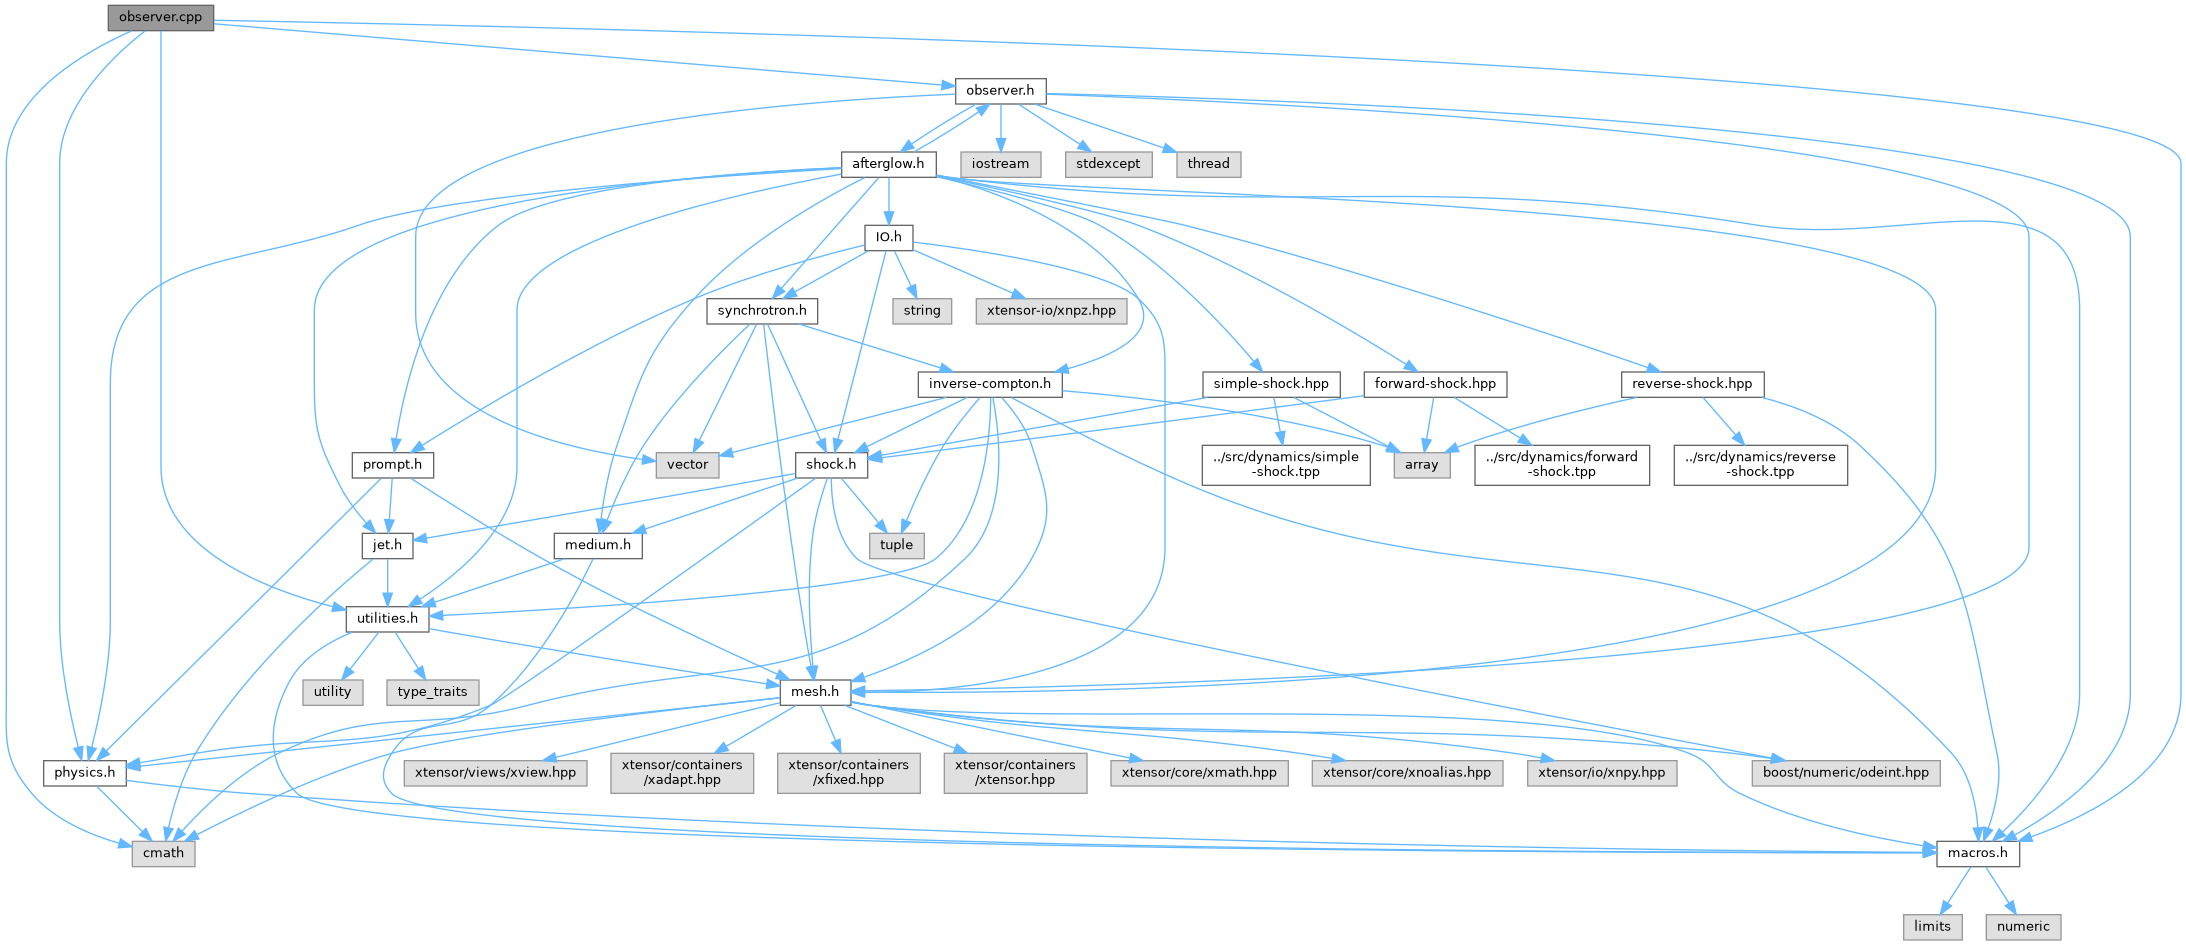 observer.cpp
observer.h
afterglow.h
iostream
stdexcept
thread
IO.h
synchrotron.h
string
xtensor-io/xnpz.hpp
inverse-compton.h
simple-shock.hpp
forward-shock.hpp
reverse-shock.hpp
prompt.h
vector
shock.h
../src/dynamics/simple
-shock.tpp
array
../src/dynamics/forward
-shock.tpp
../src/dynamics/reverse
-shock.tpp
jet.h
medium.h
tuple
utilities.h
utility
type_traits
mesh.h
physics.h
xtensor/views/xview.hpp
xtensor/containers
/xadapt.hpp
xtensor/containers
/xfixed.hpp
xtensor/containers
/xtensor.hpp
xtensor/core/xmath.hpp
xtensor/core/xnoalias.hpp
xtensor/io/xnpy.hpp
boost/numeric/odeint.hpp
cmath
macros.h
limits
numeric